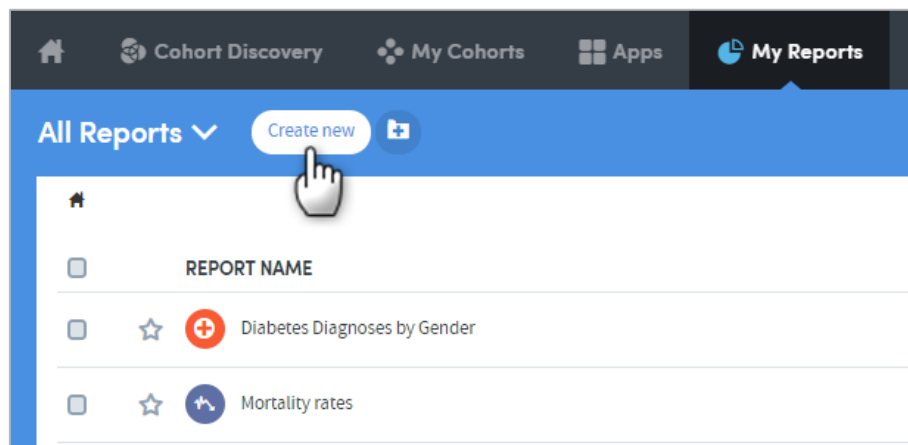 Cohort Discovery My Cohorts Apps My Reports
All Reports Create new
REPORT NAME
Diabetes Diagnoses by Gender
Mortality rates